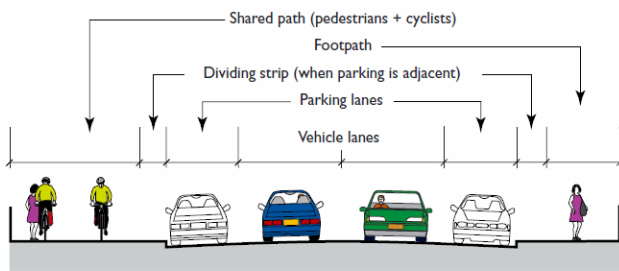 Shared path (pedestrians + cyclists)
Footpath
Dividing strip (when parking is adjacent)
Parking lanes
Vehicle lanes